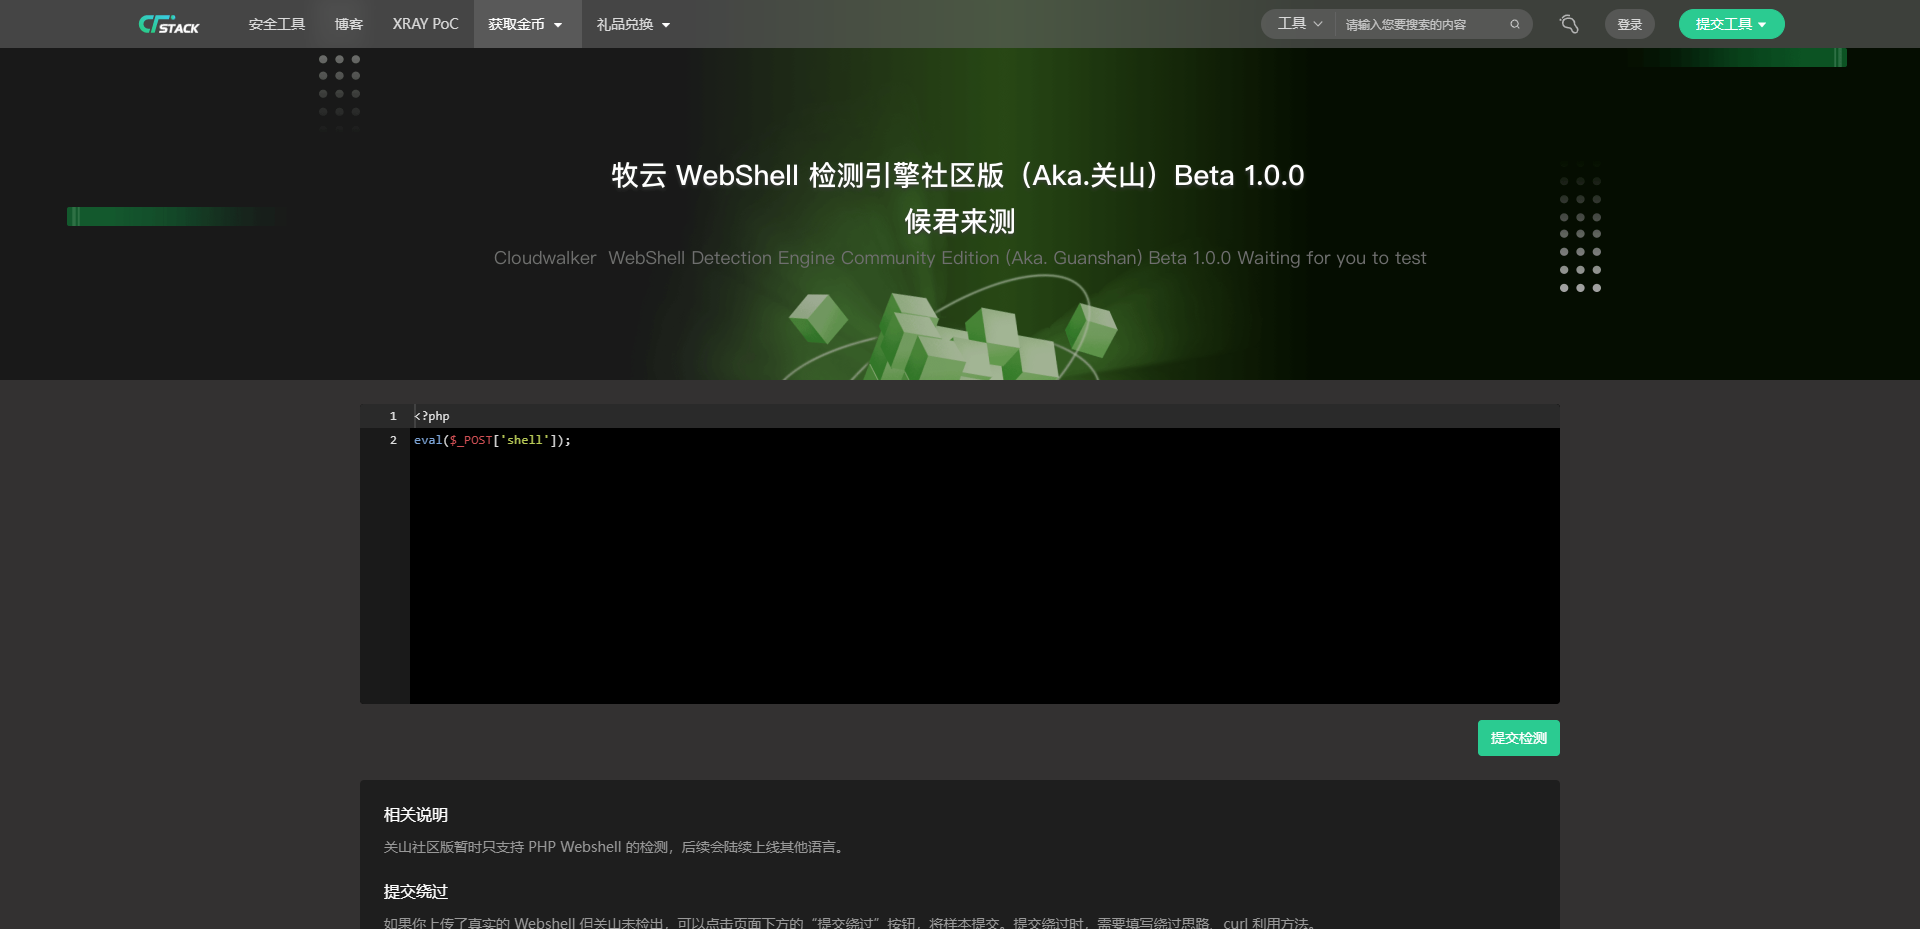 CTSTACK 安全工具 博客 XRAY PoC 获取金币 礼品兑换 工具 请输入您要搜索的内容 登录 提交工具
牧云 WebShell 检测引擎社区版（Aka.关山）Beta 1.0.0
候君来测
Cloudwalker WebShell Detection Engine Community Edition (Aka. Guanshan) Beta 1.0.0 Waiting for you to test
1 <?php
2 eval($_POST['shell']);
提交检测
相关说明
关山社区版暂时只支持 PHP Webshell 的检测，后续会陆续上线其他语言。
提交绕过
如果你上传了真实的 Webshell 但关山未检出，可以点击页面下方的“提交绕过”按钮，将样本提交。提交绕过时，需要填写绕过思路、curl 利用方法。